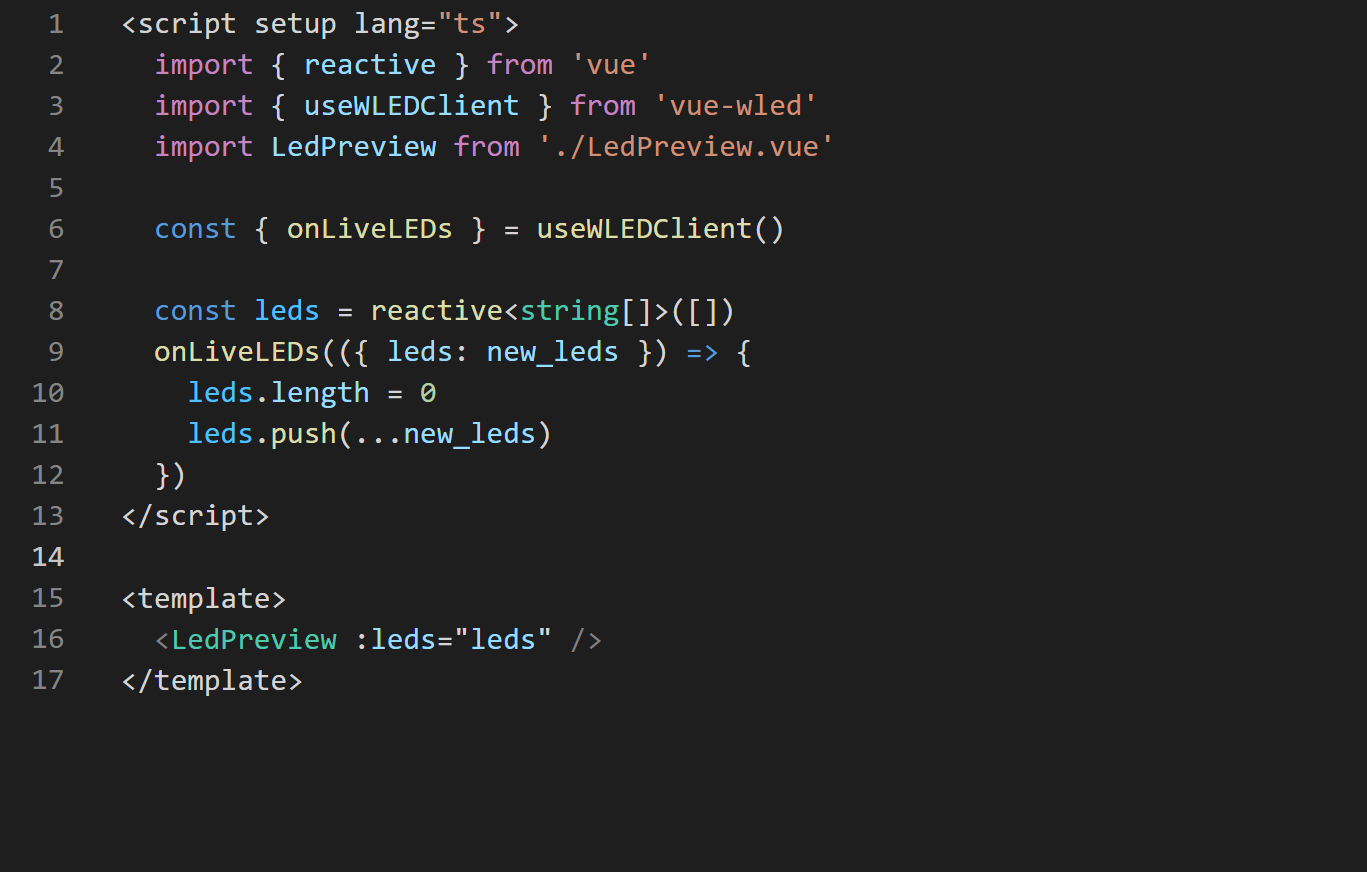 1 <script setup lang="ts">
2   import { reactive } from 'vue'
3   import { useWLEDClient } from 'vue-wled'
4   import LedPreview from './LedPreview.vue'
5
6   const { onLiveLEDs } = useWLEDClient()
7
8   const leds = reactive<string[]>([])
9   onLiveLEDs(({ leds: new_leds }) => {
10     leds.length = 0
11     leds.push(...new_leds)
12   })
13 </script>
14
15 <template>
16   <LedPreview :leds="leds" />
17 </template>